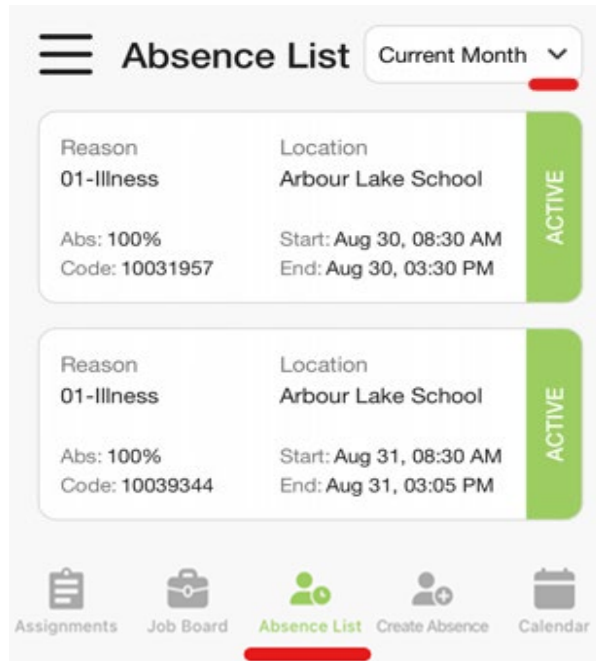 Absence List Current Month
Reason Location
01-Illness Arbour Lake School
Abs: 100% Start: Aug 30, 08:30 AM
Code: 10031957 End: Aug 30, 03:30 PM
ACTIVE
Reason Location
01-Illness Arbour Lake School
Abs: 100% Start: Aug 31, 08:30 AM
Code: 10039344 End: Aug 31, 03:05 PM
ACTIVE
Assignments Job Board Absence List Create Absence Calendar